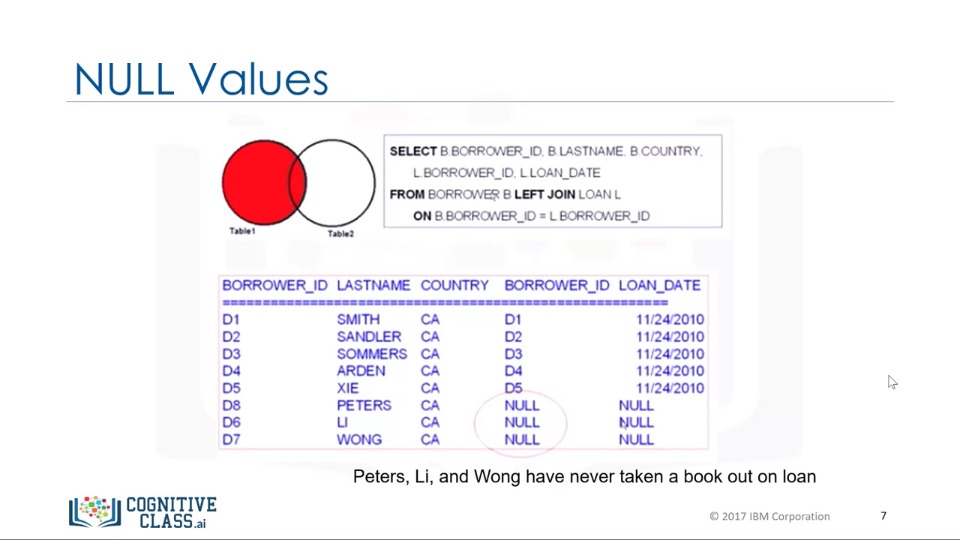 NULL Values
SELECT B.BORROWER_ID, B.LASTNAME, B.COUNTRY,
L.BORROWER_ID, L.LOAN_DATE
FROM BORROWER B LEFT JOIN LOAN L
ON B.BORROWER_ID = L.BORROWER_ID
Table1
Table2
BORROWER_ID LASTNAME COUNTRY BORROWER_ID LOAN_DATE
=======================================================
D1 SMITH CA D1 11/24/2010
D2 SANDLER CA D2 11/24/2010
D3 SOMMERS CA D3 11/24/2010
D4 ARDEN CA D4 11/24/2010
D5 XIE CA D5 11/24/2010
D8 PETERS CA NULL NULL
D6 LI CA NULL NULL
D7 WONG CA NULL NULL
Peters, Li, and Wong have never taken a book out on loan
COGNITIVE
CLASS.ai
© 2017 IBM Corporation 7